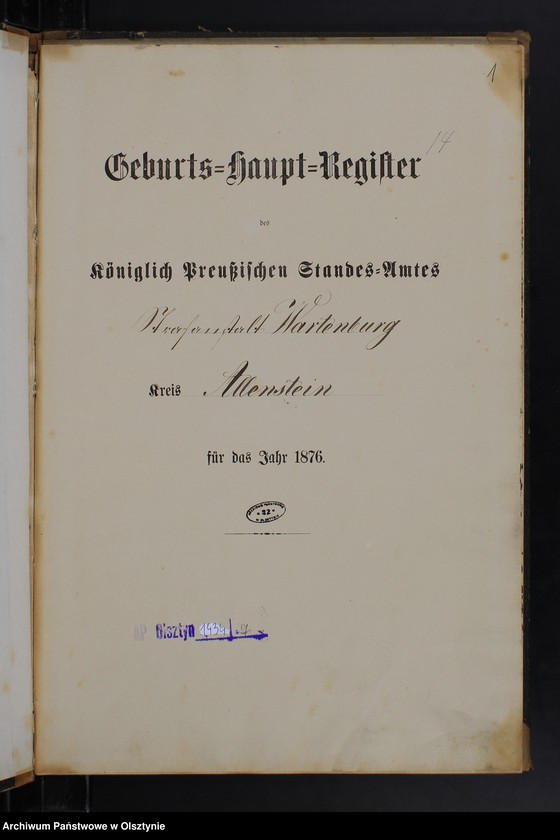 1
14
Geburts=Haupt=Register
des
Königlich Preußischen Standes=Amtes
Strafanstalt Wartenburg
Kreis Allenstein
für das Jahr 1876.
Olsztyn
Archiwum Państwowe w Olsztynie